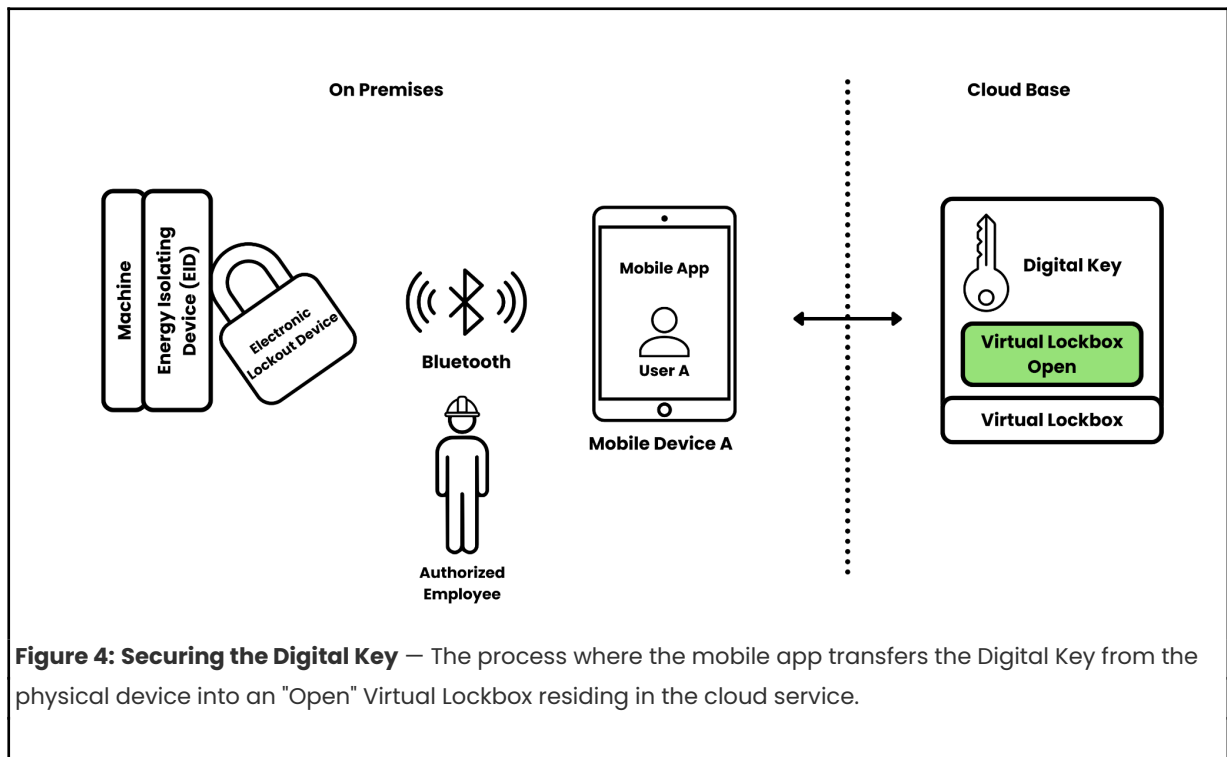 On Premises
Cloud Base
Machine
Energy Isolating
Device (EID)
Electronic
Lockout Device
Bluetooth
Authorized
Employee
Mobile App
User A
Mobile Device A
Digital Key
Virtual Lockbox
Open
Virtual Lockbox
Figure 4: Securing the Digital Key — The process where the mobile app transfers the Digital Key from the
physical device into an "Open" Virtual Lockbox residing in the cloud service.